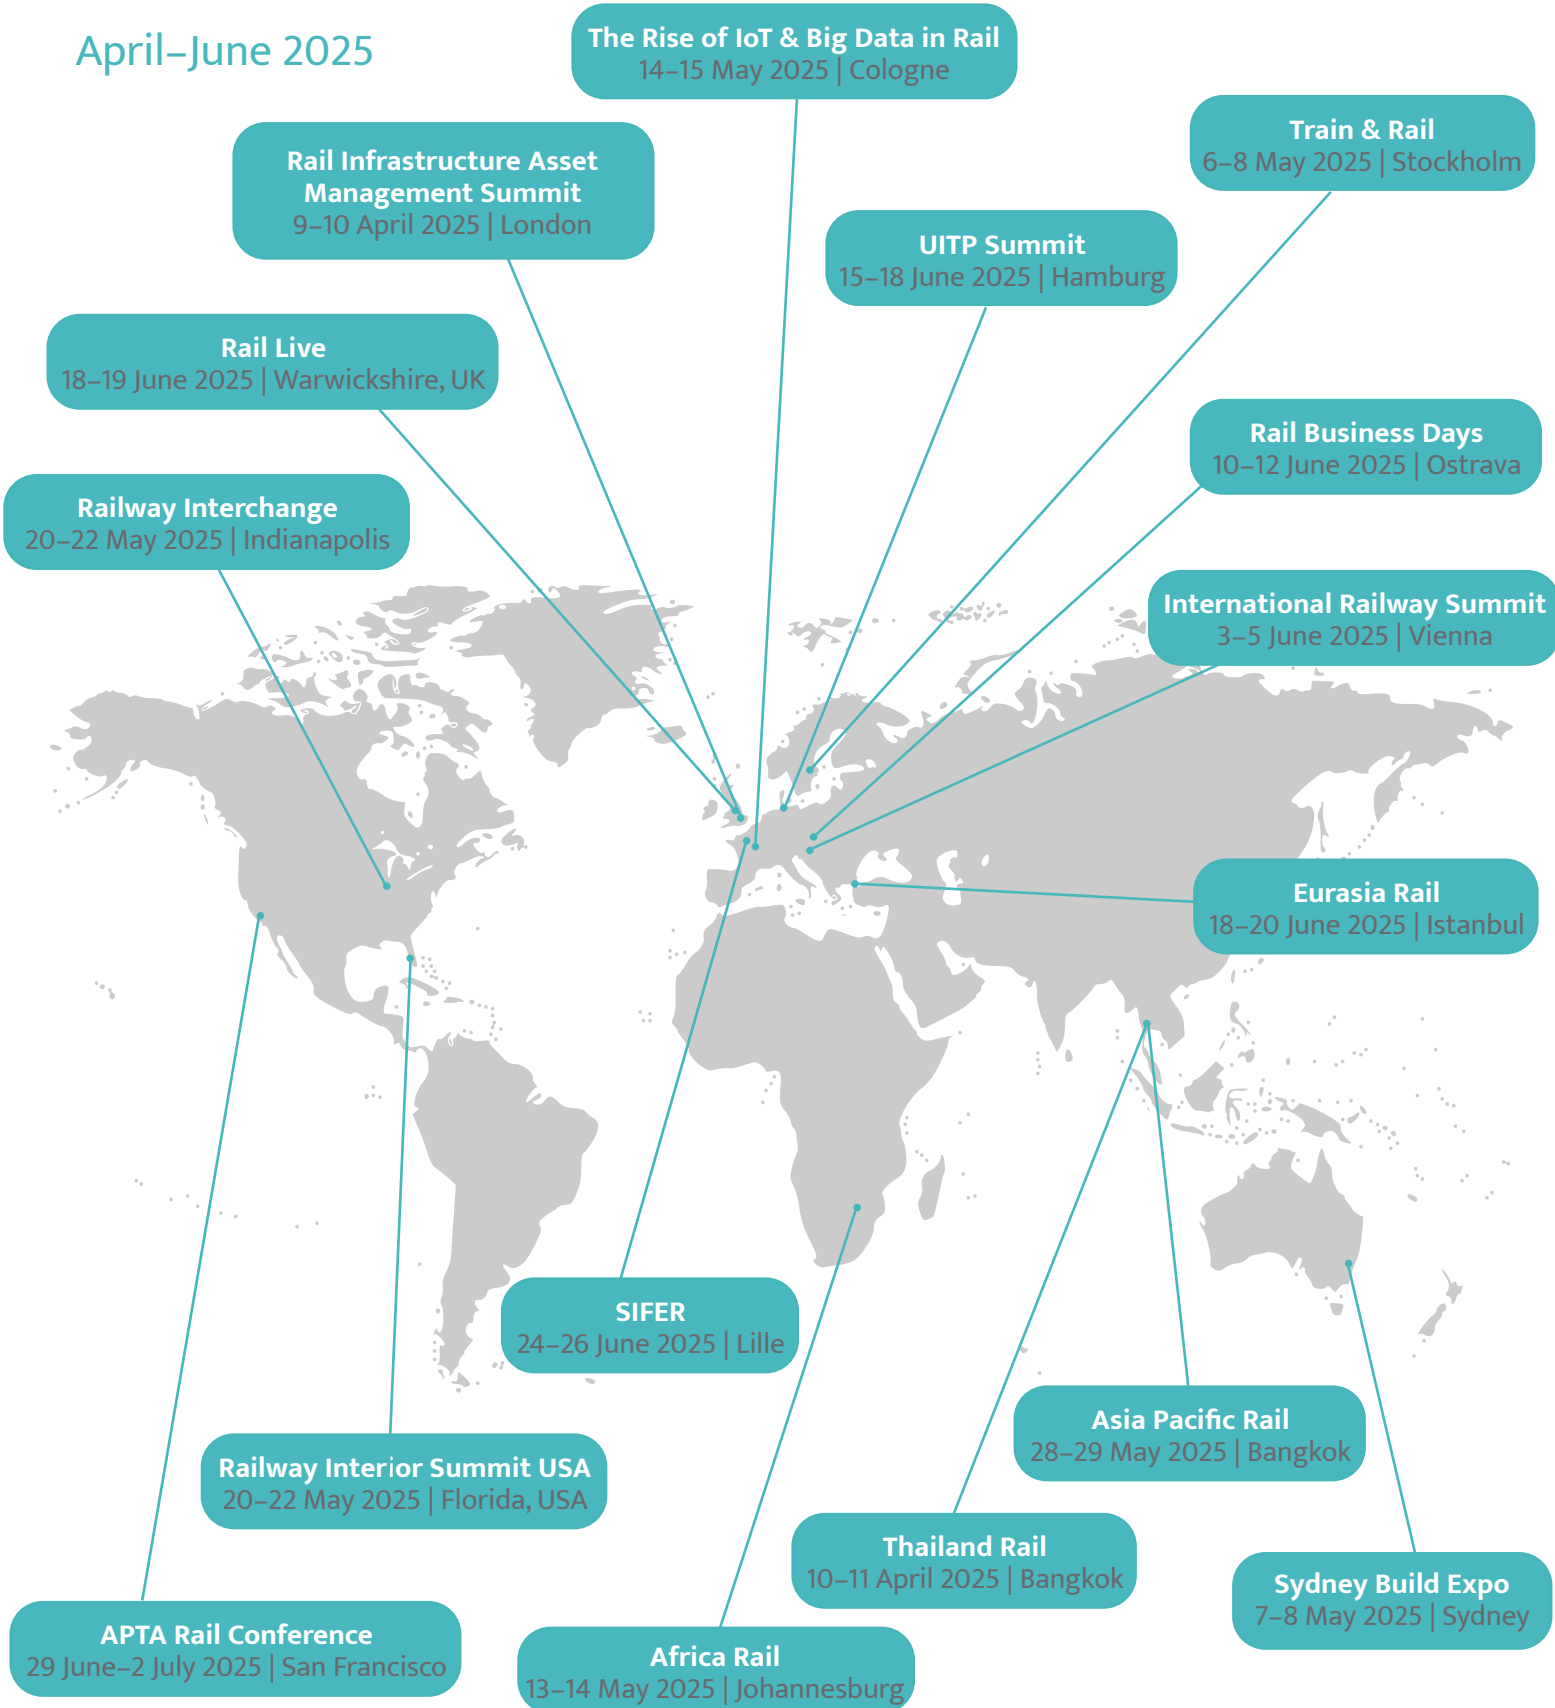 April–June 2025
The Rise of IoT & Big Data in Rail
14–15 May 2025 | Cologne
Train & Rail
6–8 May 2025 | Stockholm
Rail Infrastructure Asset
Management Summit
9–10 April 2025 | London
UITP Summit
15–18 June 2025 | Hamburg
Rail Live
18–19 June 2025 | Warwickshire, UK
Rail Business Days
10–12 June 2025 | Ostrava
Railway Interchange
20–22 May 2025 | Indianapolis
International Railway Summit
3–5 June 2025 | Vienna
Eurasia Rail
18–20 June 2025 | Istanbul
SIFER
24–26 June 2025 | Lille
Asia Pacific Rail
28–29 May 2025 | Bangkok
Railway Interior Summit USA
20–22 May 2025 | Florida, USA
Thailand Rail
10–11 April 2025 | Bangkok
Sydney Build Expo
7–8 May 2025 | Sydney
APTA Rail Conference
29 June–2 July 2025 | San Francisco
Africa Rail
13–14 May 2025 | Johannesburg